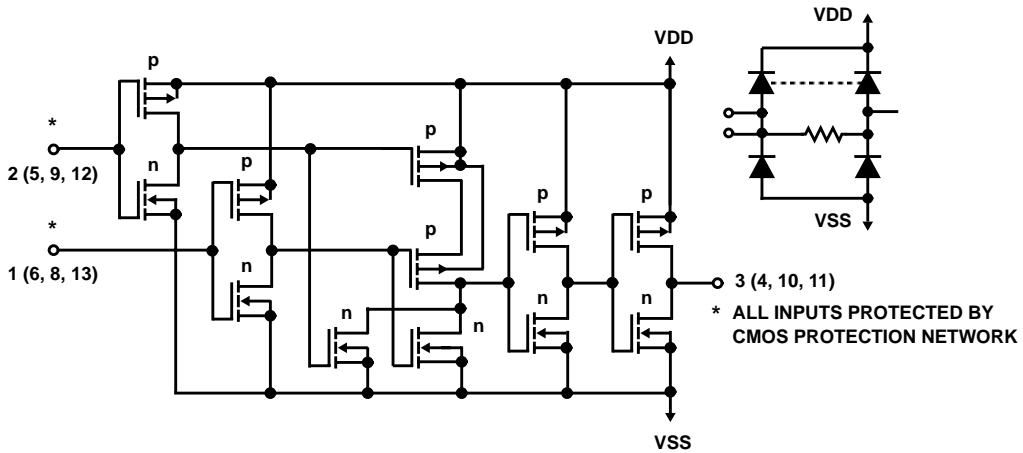 VDD
VDD
p
*
2 (5, 9, 12)
n
p
p
*
1 (6, 8, 13)
n
p
p
p
n
n
n
n
3 (4, 10, 11)
* ALL INPUTS PROTECTED BY
CMOS PROTECTION NETWORK
VSS
VSS